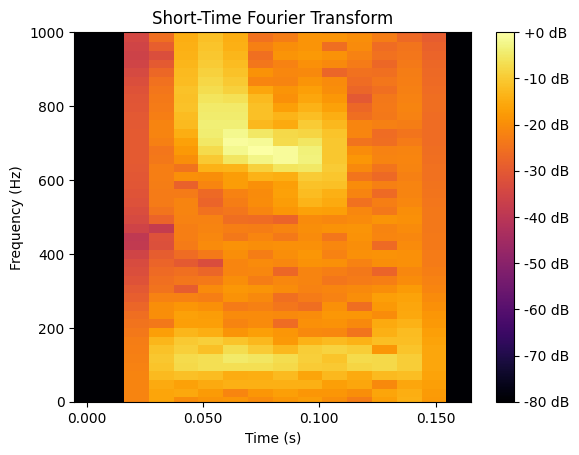 Short-Time Fourier Transform
1000
800
600
400
200
0
Frequency (Hz)
0.000
0.050
0.100
0.150
Time (s)
+0 dB
-10 dB
-20 dB
-30 dB
-40 dB
-50 dB
-60 dB
-70 dB
-80 dB